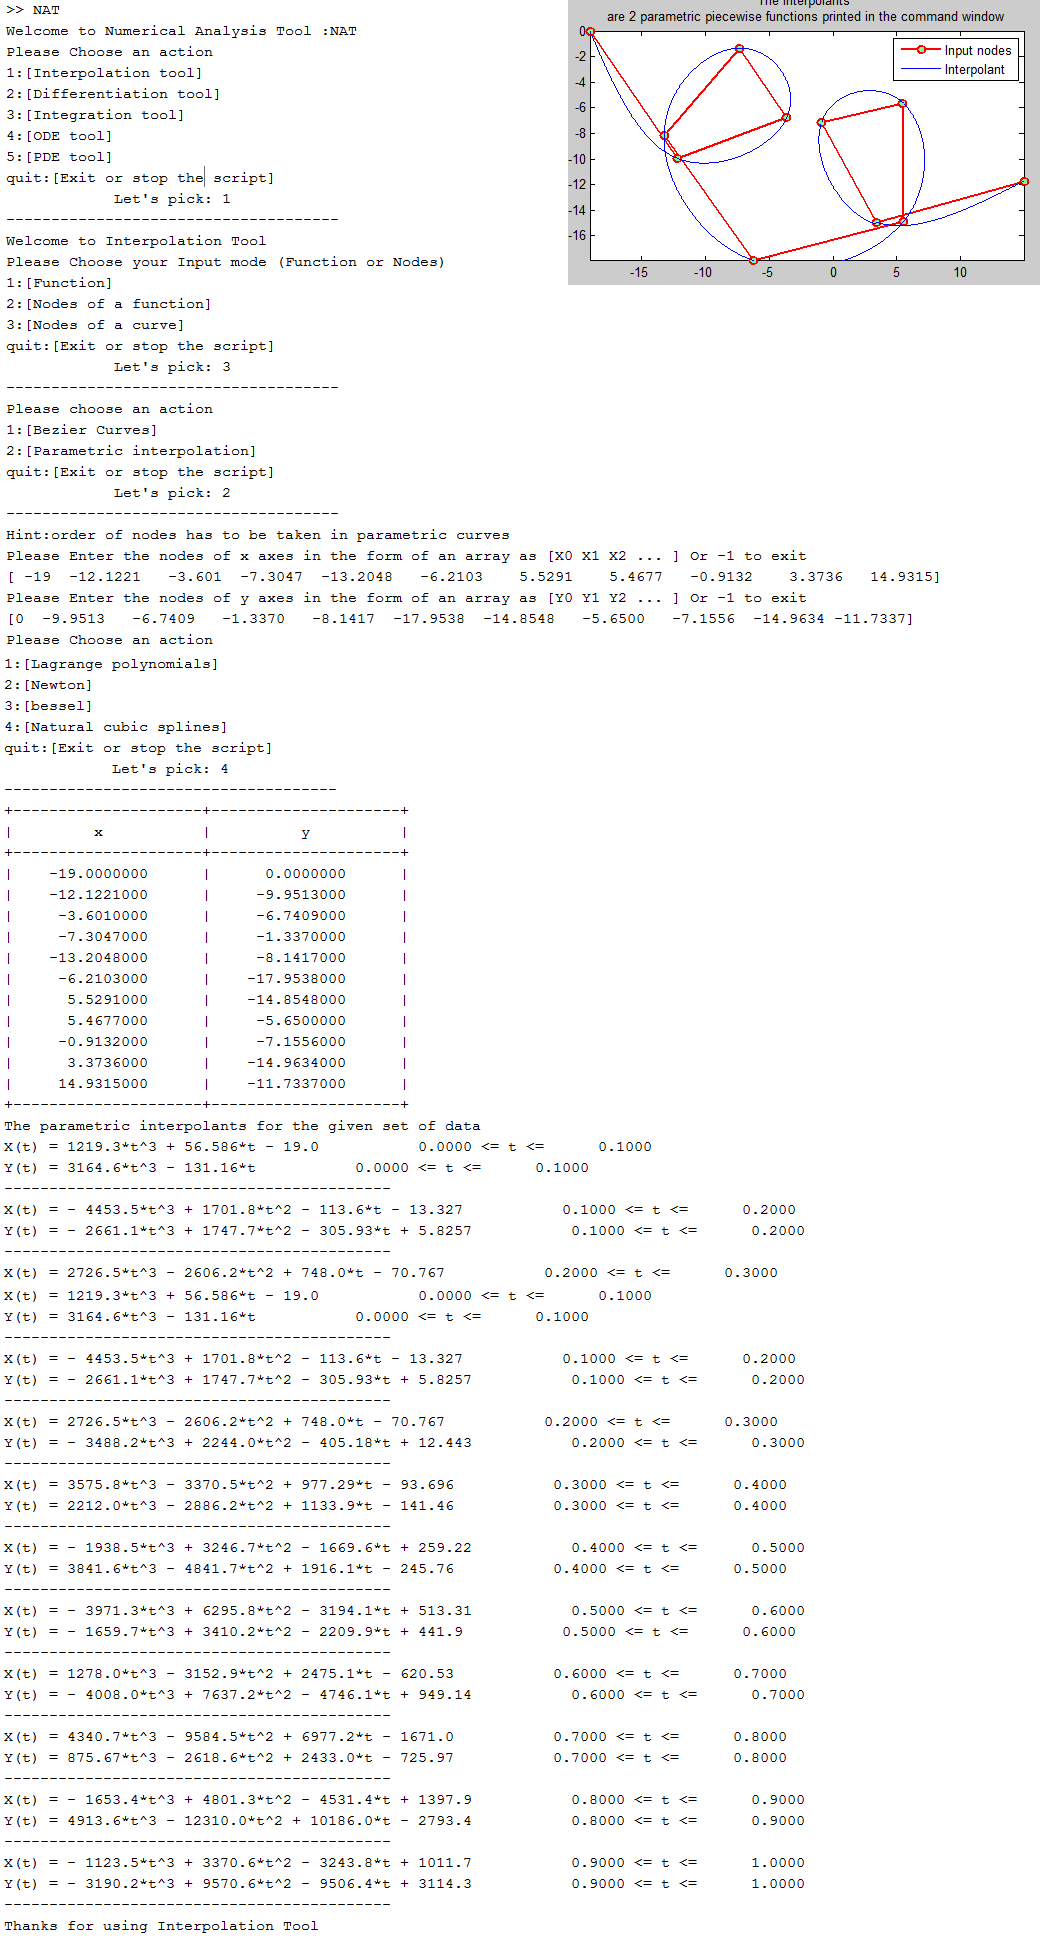 >> NAT
Welcome to Numerical Analysis Tool :NAT
Please Choose an action
1:[Interpolation tool]
2:[Differentiation tool]
3:[Integration tool]
4:[ODE tool]
5:[PDE tool]
quit:[Exit or stop the script]
Let's pick: 1
-------------------------------------
Welcome to Interpolation Tool
Please Choose your Input mode (Function or Nodes)
1:[Function]
2:[Nodes of a function]
3:[Nodes of a curve]
quit:[Exit or stop the script]
Let's pick: 3
-------------------------------------
Please choose an action
1:[Bezier Curves]
2:[Parametric interpolation]
quit:[Exit or stop the script]
Let's pick: 2
-------------------------------------
The Interpolants
are 2 parametric piecewise functions printed in the command window
Input nodes
Interpolant
0
-2
-4
-6
-8
-10
-12
-14
-16
-15 -10 -5 0 5 10
Hint:order of nodes has to be taken in parametric curves
Please Enter the nodes of x axes in the form of an array as [X0 X1 X2 ... ] Or -1 to exit
[ -19 -12.1221 -3.601 -7.3047 -13.2048 -6.2103 5.5291 5.4677 -0.9132 3.3736 14.9315]
Please Enter the nodes of y axes in the form of an array as [Y0 Y1 Y2 ... ] Or -1 to exit
[0 -9.9513 -6.7409 -1.3370 -8.1417 -17.9538 -14.8548 -5.6500 -7.1556 -14.9634 -11.7337]
Please Choose an action
1:[Lagrange polynomials]
2:[Newton]
3:[bessel]
4:[Natural cubic splines]
quit:[Exit or stop the script]
Let's pick: 4
-------------------------------------
+---------------------+---------------------+
| x | y |
+---------------------+---------------------+
| -19.0000000 | 0.0000000 |
| -12.1221000 | -9.9513000 |
| -3.6010000 | -6.7409000 |
| -7.3047000 | -1.3370000 |
| -13.2048000 | -8.1417000 |
| -6.2103000 | -17.9538000 |
| 5.5291000 | -14.8548000 |
| 5.4677000 | -5.6500000 |
| -0.9132000 | -7.1556000 |
| 3.3736000 | -14.9634000 |
| 14.9315000 | -11.7337000 |
+---------------------+---------------------+
The parametric interpolants for the given set of data
X(t) = 1219.3*t^3 + 56.586*t - 19.0 0.0000 <= t <= 0.1000
Y(t) = 3164.6*t^3 - 131.16*t 0.0000 <= t <= 0.1000
-------------------------------------------
X(t) = - 4453.5*t^3 + 1701.8*t^2 - 113.6*t - 13.327 0.1000 <= t <= 0.2000
Y(t) = - 2661.1*t^3 + 1747.7*t^2 - 305.93*t + 5.8257 0.1000 <= t <= 0.2000
-------------------------------------------
X(t) = 2726.5*t^3 - 2606.2*t^2 + 748.0*t - 70.767 0.2000 <= t <= 0.3000
X(t) = 1219.3*t^3 + 56.586*t - 19.0 0.0000 <= t <= 0.1000
Y(t) = 3164.6*t^3 - 131.16*t 0.0000 <= t <= 0.1000
-------------------------------------------
X(t) = - 4453.5*t^3 + 1701.8*t^2 - 113.6*t - 13.327 0.1000 <= t <= 0.2000
Y(t) = - 2661.1*t^3 + 1747.7*t^2 - 305.93*t + 5.8257 0.1000 <= t <= 0.2000
-------------------------------------------
X(t) = 2726.5*t^3 - 2606.2*t^2 + 748.0*t - 70.767 0.2000 <= t <= 0.3000
Y(t) = - 3488.2*t^3 + 2244.0*t^2 - 405.18*t + 12.443 0.2000 <= t <= 0.3000
-------------------------------------------
X(t) = 3575.8*t^3 - 3370.5*t^2 + 977.29*t - 93.696 0.3000 <= t <= 0.4000
Y(t) = 2212.0*t^3 - 2886.2*t^2 + 1133.9*t - 141.46 0.3000 <= t <= 0.4000
-------------------------------------------
X(t) = - 1938.5*t^3 + 3246.7*t^2 - 1669.6*t + 259.22 0.4000 <= t <= 0.5000
Y(t) = 3841.6*t^3 - 4841.7*t^2 + 1916.1*t - 245.76 0.4000 <= t <= 0.5000
-------------------------------------------
X(t) = - 3971.3*t^3 + 6295.8*t^2 - 3194.1*t + 513.31 0.5000 <= t <= 0.6000
Y(t) = - 1659.7*t^3 + 3410.2*t^2 - 2209.9*t + 441.9 0.5000 <= t <= 0.6000
-------------------------------------------
X(t) = 1278.0*t^3 - 3152.9*t^2 + 2475.1*t - 620.53 0.6000 <= t <= 0.7000
Y(t) = - 4008.0*t^3 + 7637.2*t^2 - 4746.1*t + 949.14 0.6000 <= t <= 0.7000
-------------------------------------------
X(t) = 4340.7*t^3 - 9584.5*t^2 + 6977.2*t - 1671.0 0.7000 <= t <= 0.8000
Y(t) = 875.67*t^3 - 2618.6*t^2 + 2433.0*t - 725.97 0.7000 <= t <= 0.8000
-------------------------------------------
X(t) = - 1653.4*t^3 + 4801.3*t^2 - 4531.4*t + 1397.9 0.8000 <= t <= 0.9000
Y(t) = 4913.6*t^3 - 12310.0*t^2 + 10186.0*t - 2793.4 0.8000 <= t <= 0.9000
-------------------------------------------
X(t) = - 1123.5*t^3 + 3370.6*t^2 - 3243.8*t + 1011.7 0.9000 <= t <= 1.0000
Y(t) = - 3190.2*t^3 + 9570.6*t^2 - 9506.4*t + 3114.3 0.9000 <= t <= 1.0000
-------------------------------------------
Thanks for using Interpolation Tool